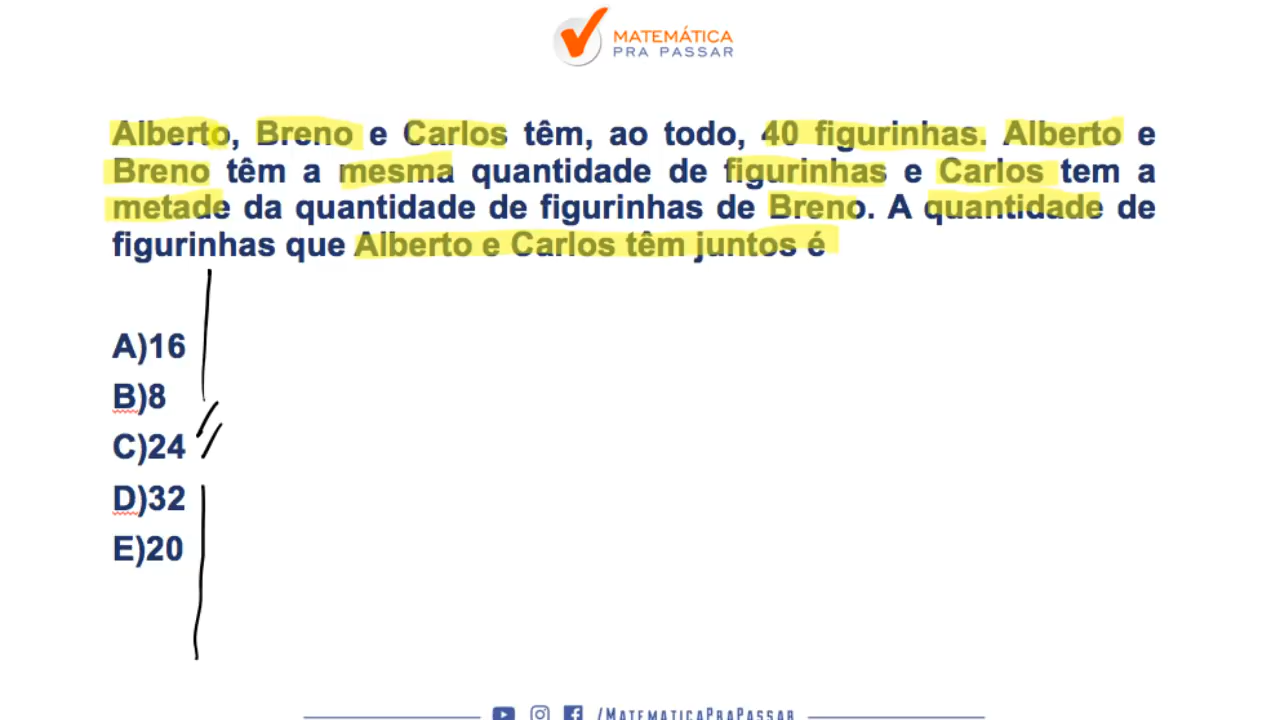 MATEMÁTICA
PRA PASSAR
Alberto, Breno e Carlos têm, ao todo, 40 figurinhas. Alberto e
Breno têm a mesma quantidade de figurinhas e Carlos tem a
metade da quantidade de figurinhas de Breno. A quantidade de
figurinhas que Alberto e Carlos têm juntos é
A)16
B)8
C)24
D)32
E)20
/MATEMATICAPRAPASSAR